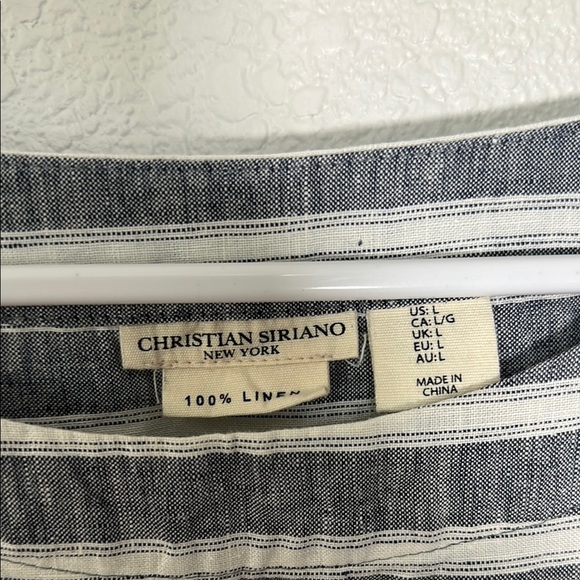 CHRISTIAN SIRIANO
NEW YORK
100% LINEN
US: L
CA: L/G
UK: L
EU: L
AU: L
MADE IN
CHINA